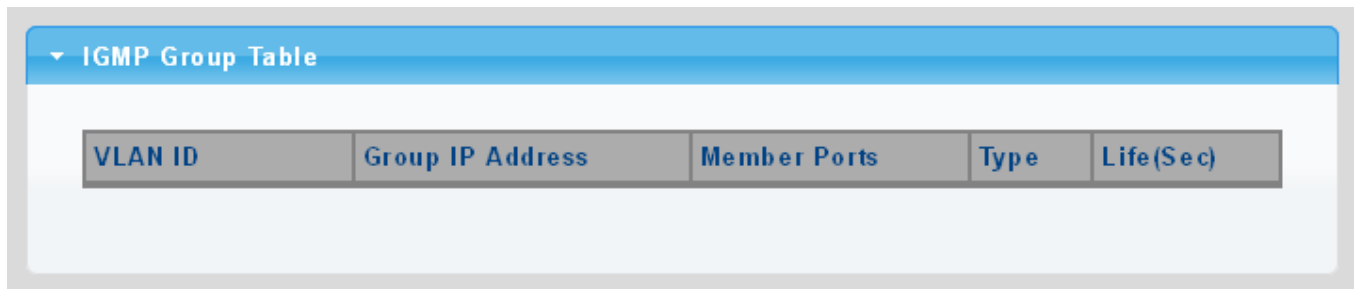 IGMP Group Table
VLAN ID Group IP Address Member Ports Type Life(Sec)